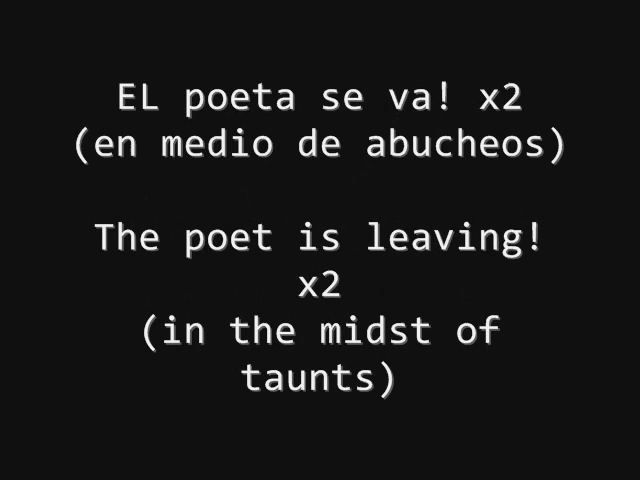 EL poeta se va! x2
(en medio de abucheos)
The poet is leaving!
x2
(in the midst of
taunts)